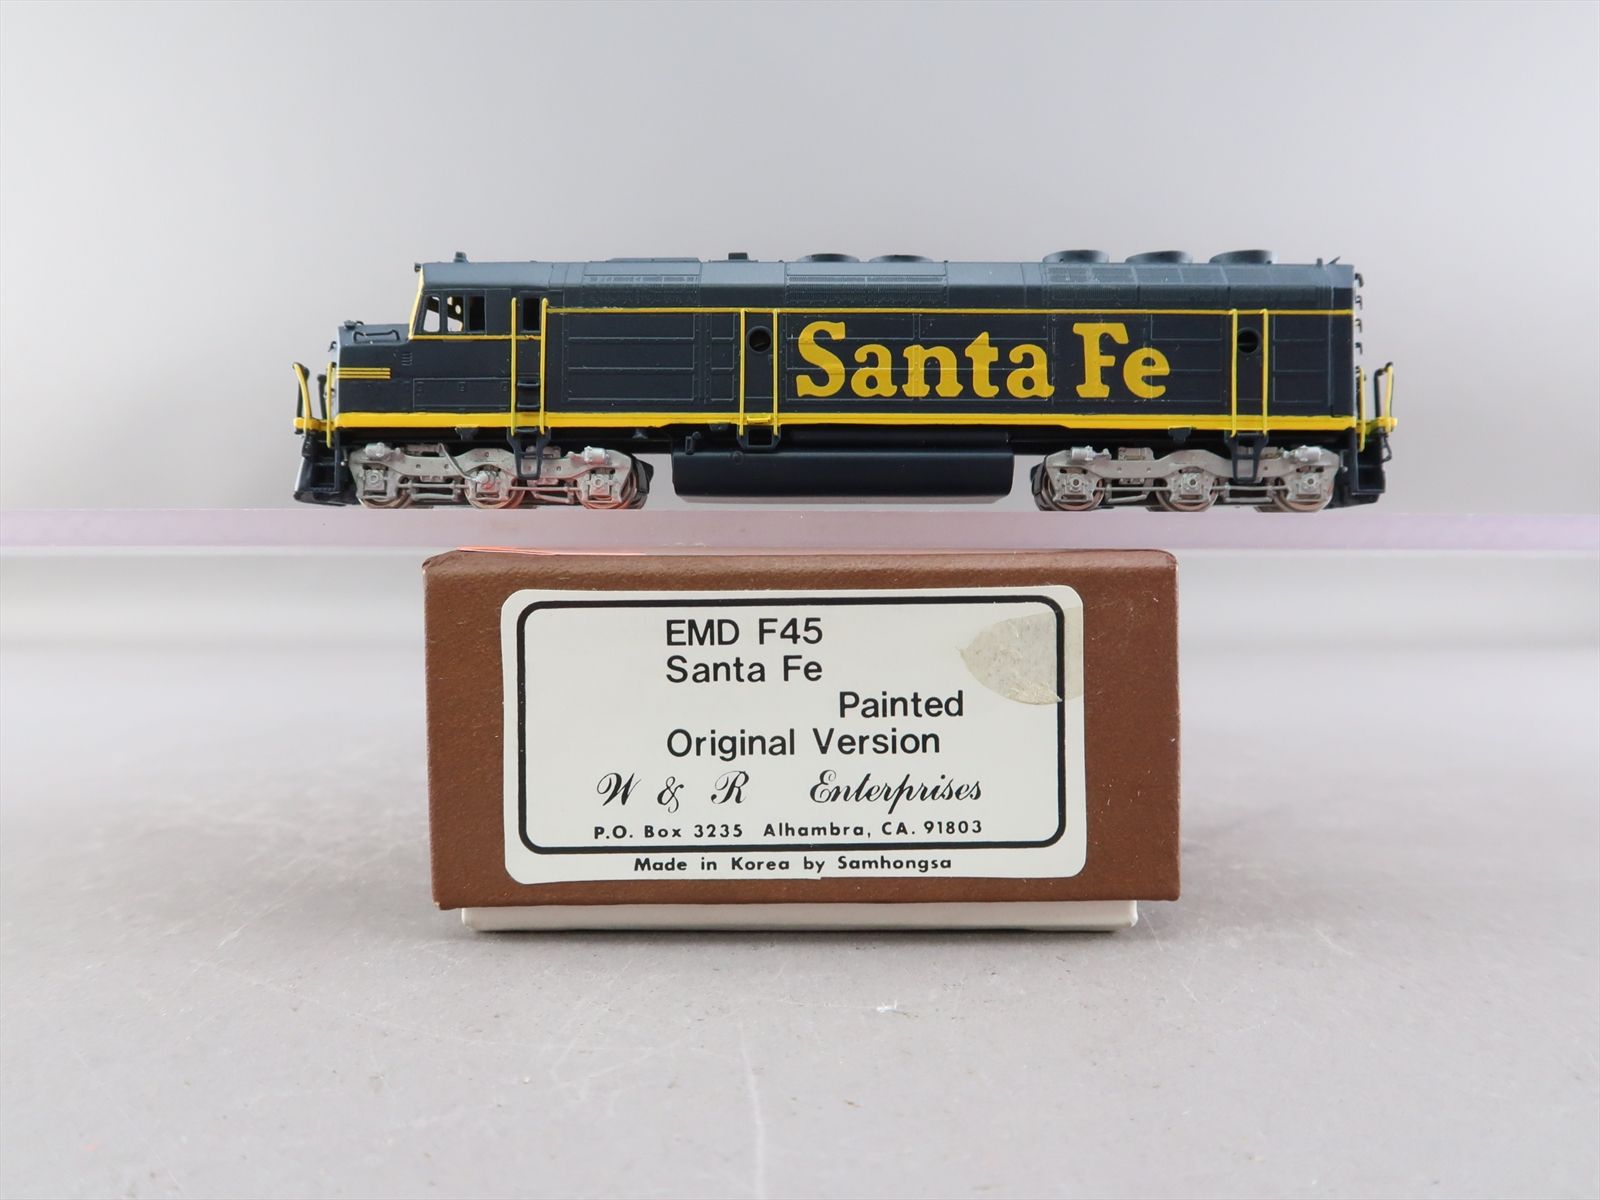 Santa Fe
EMD F45
Santa Fe
Painted
Original Version
W & R Enterprises
P.O. Box 3235 Alhambra, CA. 91803
Made in Korea by Samhongsa